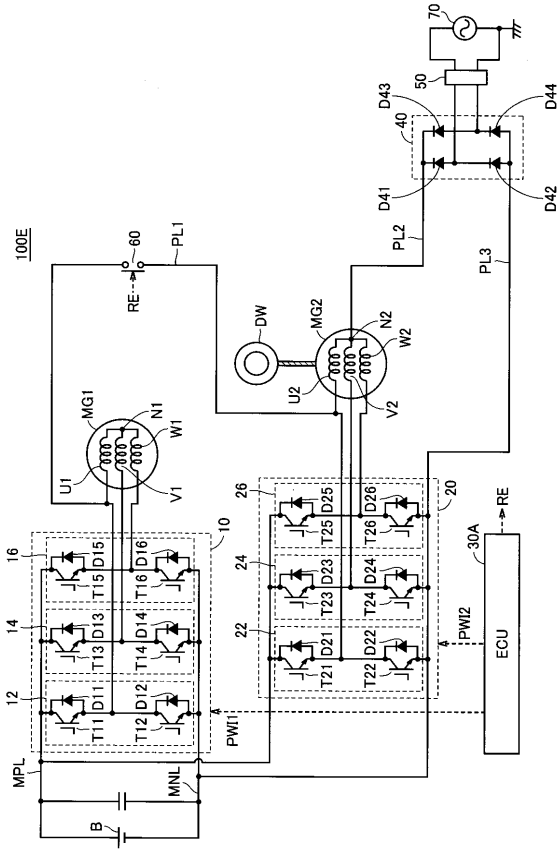 100E
70
50
D43
D44
40
D41
D42
60
PL1
RE
PL2
PL3
DW
MG2
N2
W2
U2
V2
MG1
N1
W1
U1
V1
10
16
D15
D16
T15
T16
14
D13
D14
T13
T14
12
D11
D12
T11
T12
20
26
D25
D26
T25
T26
24
D23
D24
T23
T24
22
D21
D22
T21
T22
MPL
MNL
B
PWI1
PWI2
30A
ECU
RE